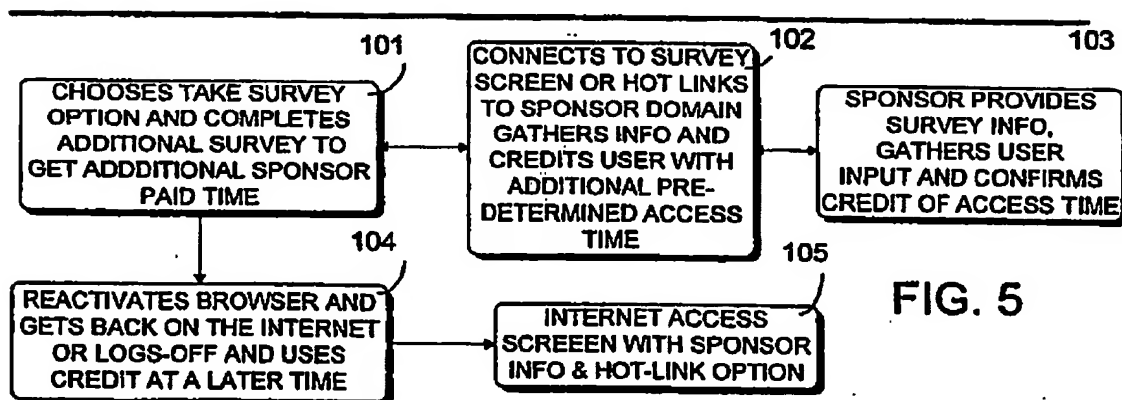 101
CHOOSES TAKE SURVEY
OPTION AND COMPLETES
ADDITIONAL SURVEY TO
GET ADDDITIONAL SPONSOR
PAID TIME
102
CONNECTS TO SURVEY
SCREEN OR HOT LINKS
TO SPONSOR DOMAIN
GATHERS INFO AND
CREDITS USER WITH
ADDITIONAL PRE-
DETERMINED ACCESS
TIME
103
SPONSOR PROVIDES
SURVEY INFO,
GATHERS USER
INPUT AND CONFIRMS
CREDIT OF ACCESS TIME
104
REACTIVATES BROWSER AND
GETS BACK ON THE INTERNET
OR LOGS-OFF AND USES
CREDIT AT A LATER TIME
105
INTERNET ACCESS
SCREEEN WITH SPONSOR
INFO & HOT-LINK OPTION
FIG. 5